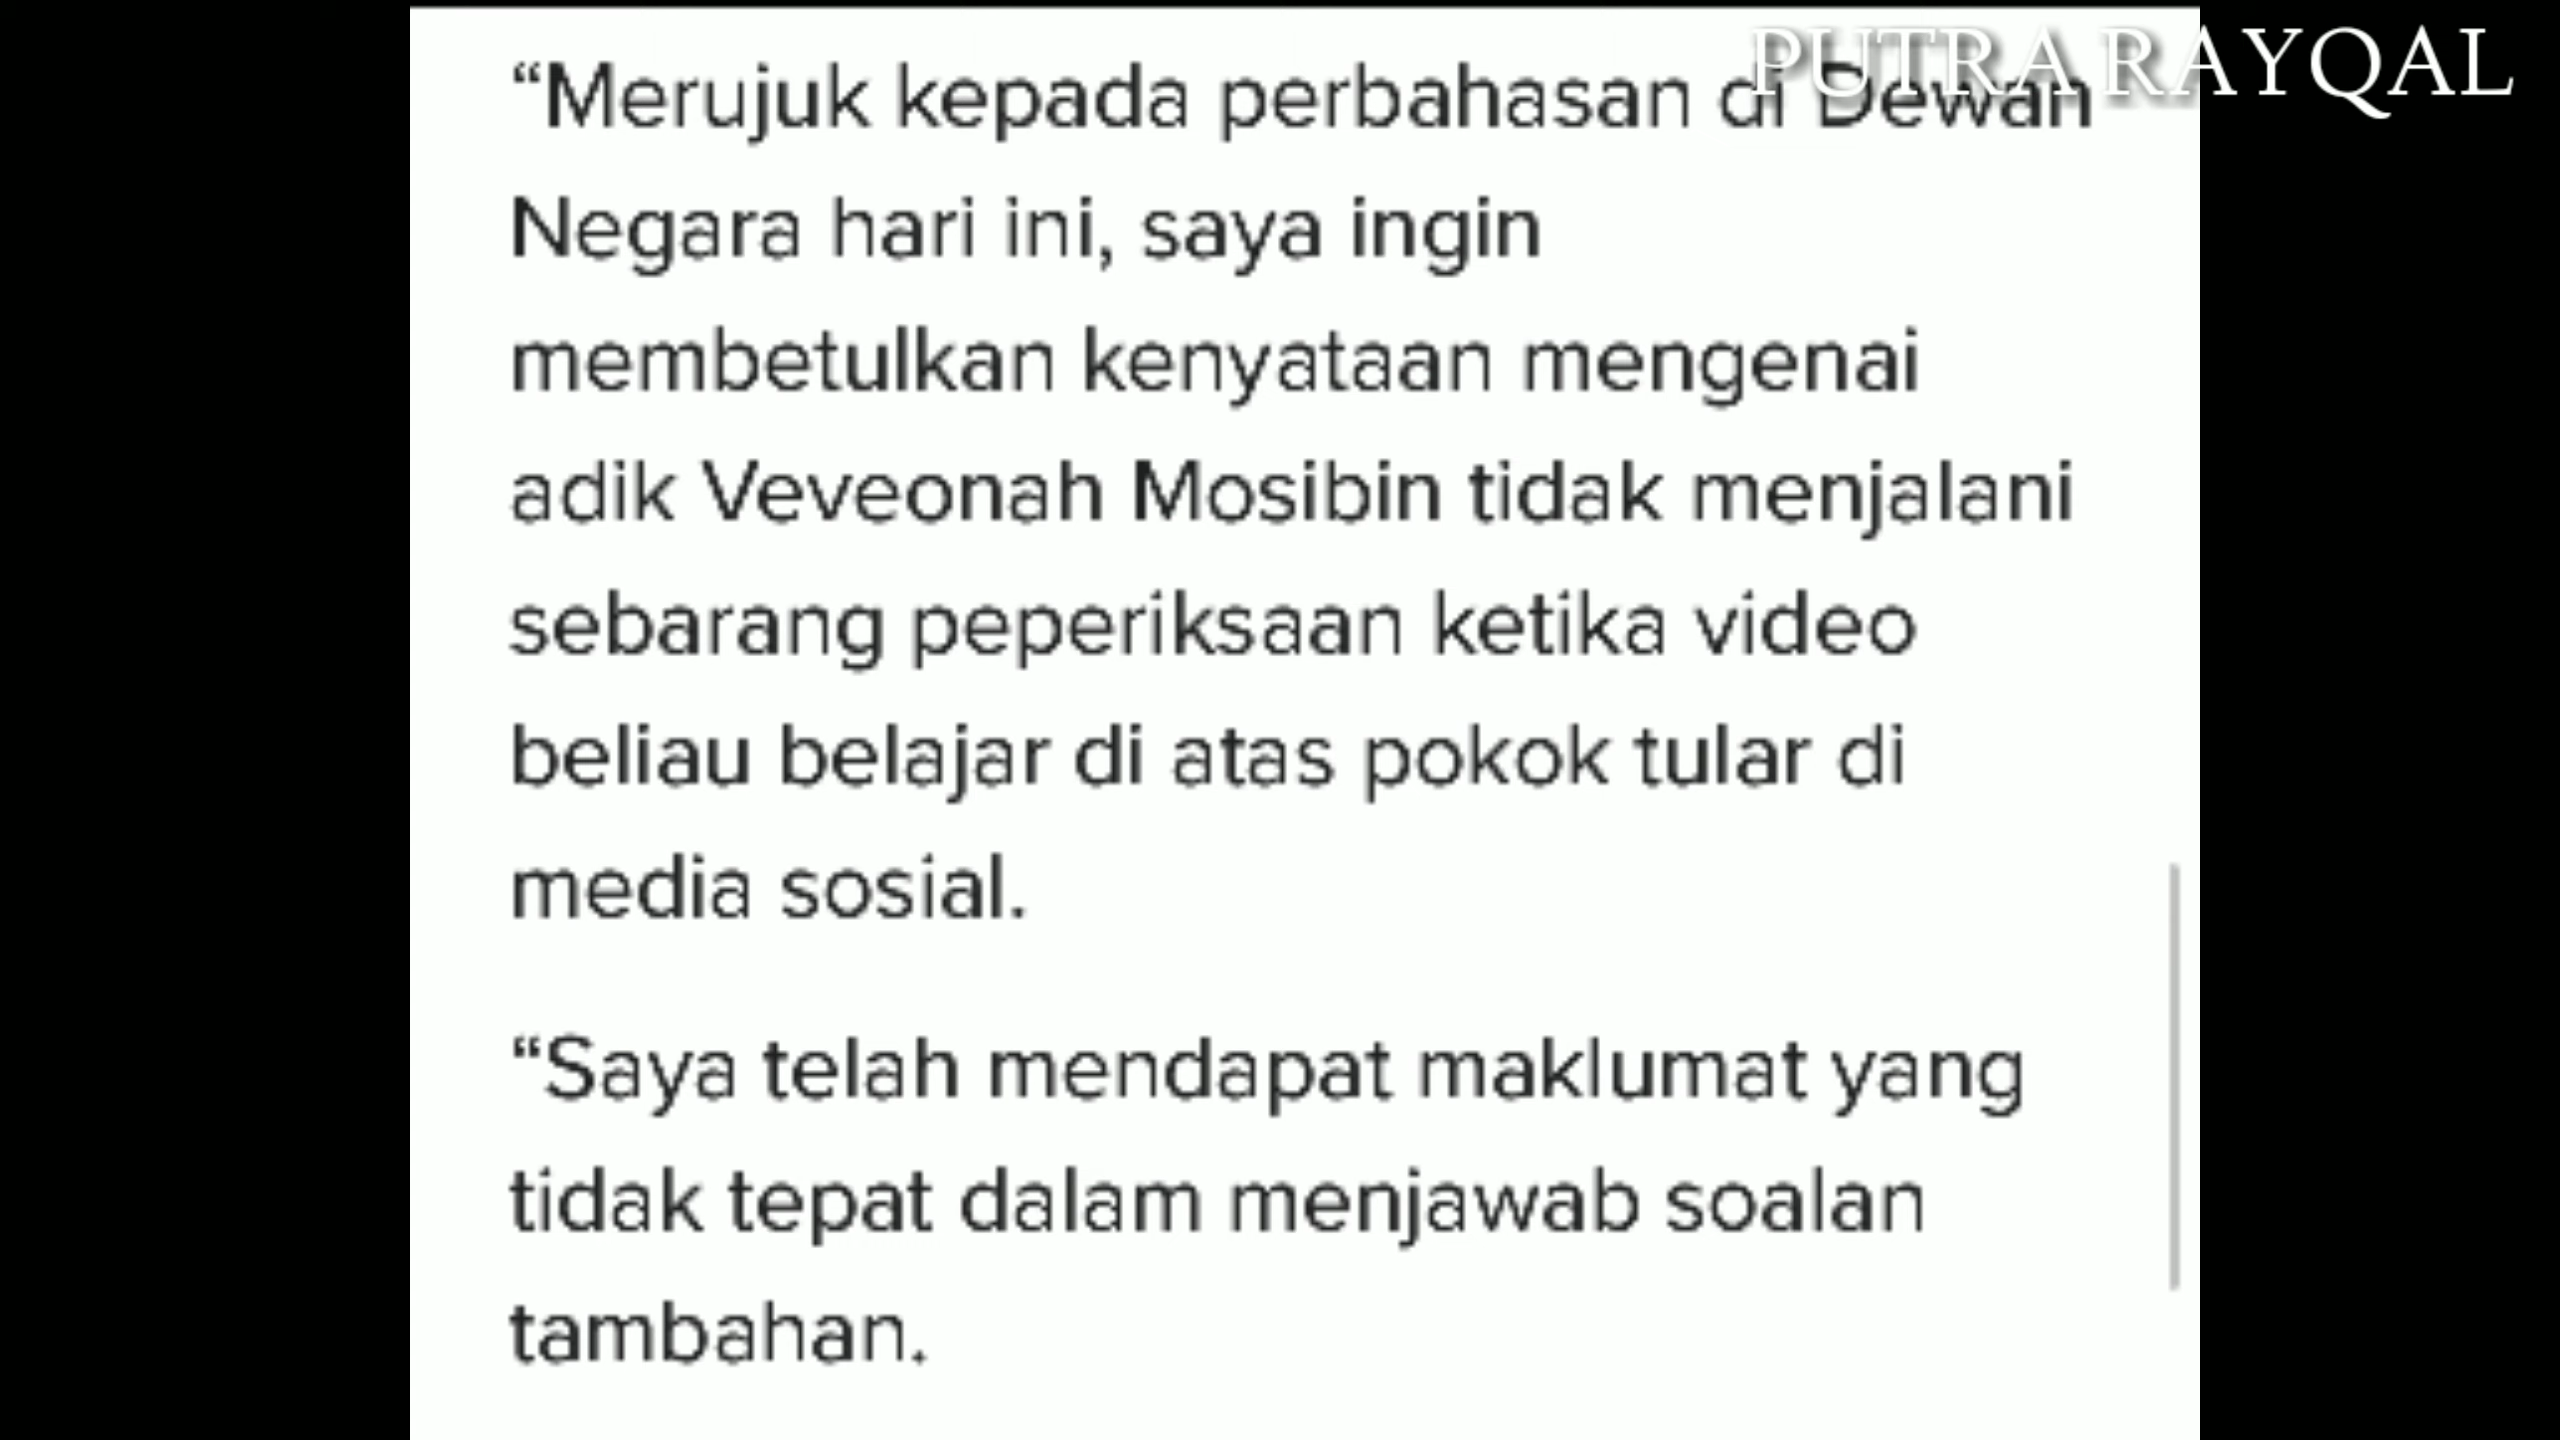 PUTRA RAYQAL
“Merujuk kepada perbahasan di Dewan
Negara hari ini, saya ingin
membetulkan kenyataan mengenai
adik Veveonah Mosibin tidak menjalani
sebarang peperiksaan ketika video
beliau belajar di atas pokok tular di
media sosial.
“Saya telah mendapat maklumat yang
tidak tepat dalam menjawab soalan
tambahan.